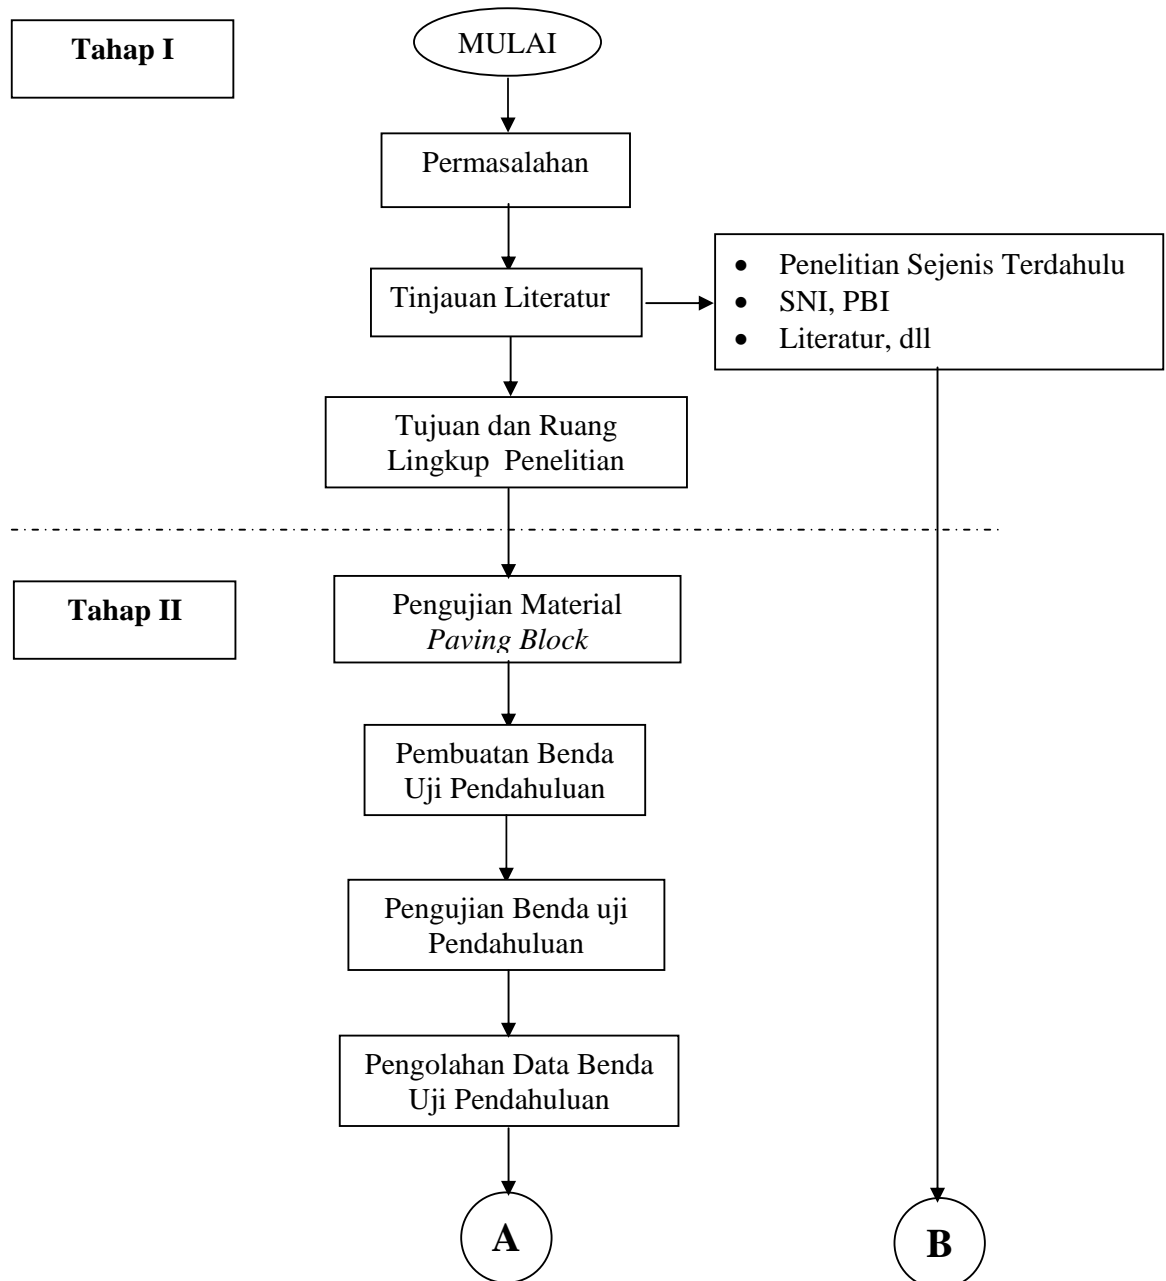 Tahap I
MULAI
Permasalahan
Tinjauan Literatur
• Penelitian Sejenis Terdahulu
• SNI, PBI
• Literatur, dll
Tujuan dan Ruang
Lingkup Penelitian
Tahap II
Pengujian Material
Paving Block
Pembuatan Benda
Uji Pendahuluan
Pengujian Benda uji
Pendahuluan
Pengolahan Data Benda
Uji Pendahuluan
A
B